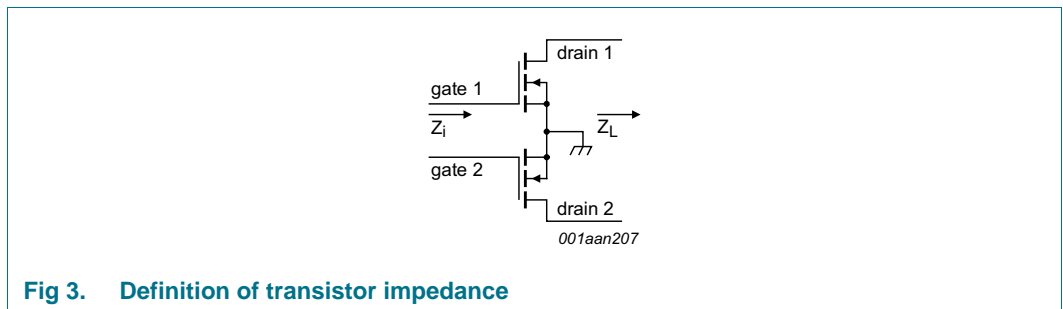 drain 1
gate 1
Zi
ZL
gate 2
drain 2
001aan207
Fig 3. Definition of transistor impedance